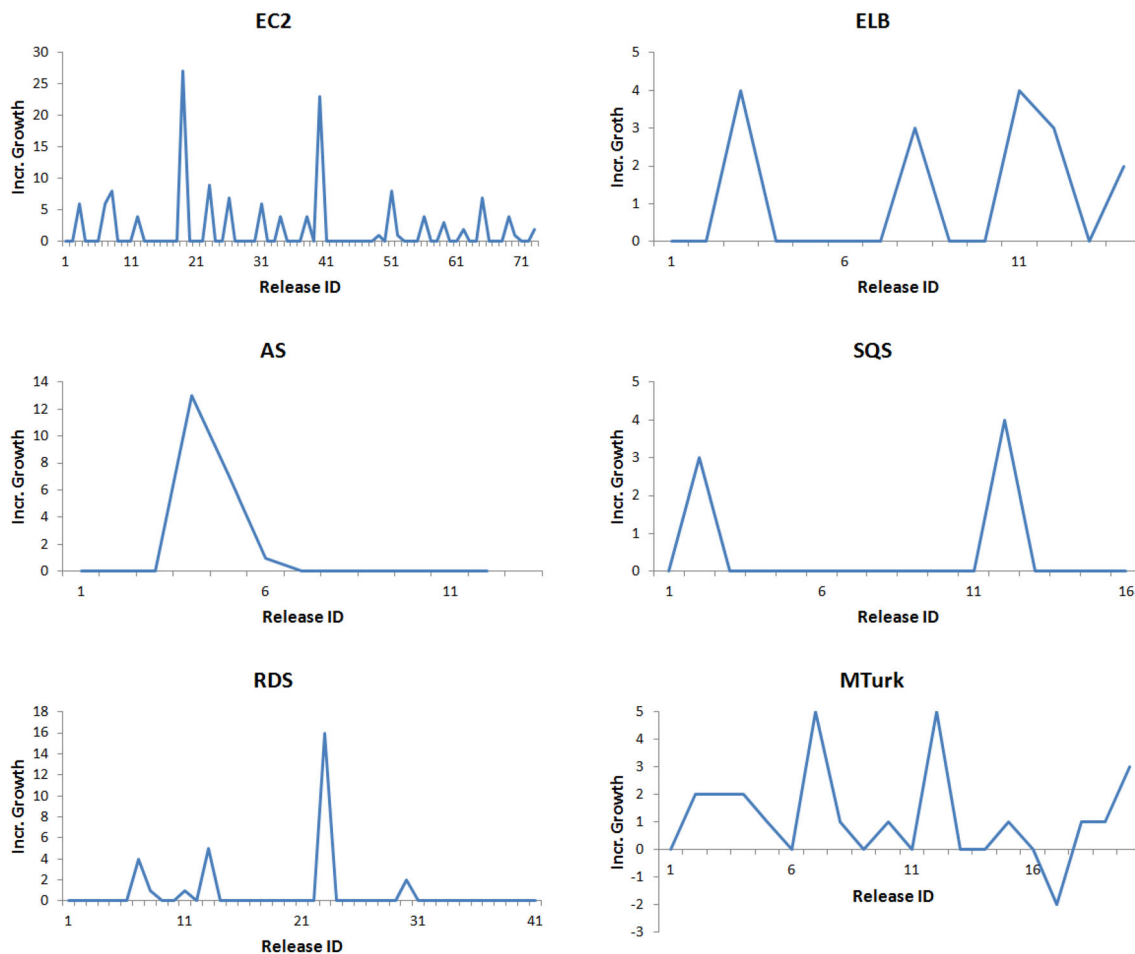 EC2
30
25
20
15
10
5
0
Incr. Growth
1 11 21 31 41 51 61 71
Release ID
ELB
5
4
3
2
1
0
Incr. Groth
1 6 11
Release ID
AS
14
12
10
8
6
4
2
0
Incr. Growth
1 6 11
Release ID
SQS
5
4
3
2
1
0
Incr. Growth
1 6 11 16
Release ID
RDS
18
16
14
12
10
8
6
4
2
0
Incr. Growth
1 11 21 31 41
Release ID
MTurk
5
4
3
2
1
0
-1
-2
-3
Incr. Growth
1 6 11 16
Release ID